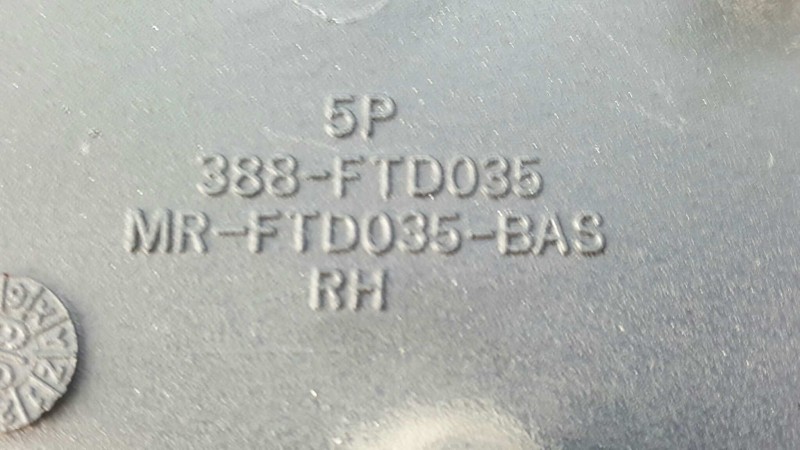 5P
388-FTD035
MR-FTD035-BAS
RH